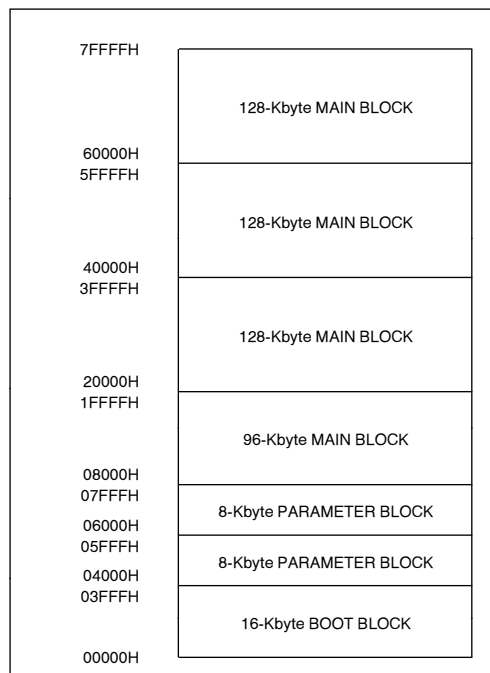 7FFFFH
128-Kbyte MAIN BLOCK
60000H
5FFFFH
128-Kbyte MAIN BLOCK
40000H
3FFFFH
128-Kbyte MAIN BLOCK
20000H
1FFFFH
96-Kbyte MAIN BLOCK
08000H
07FFFH
8-Kbyte PARAMETER BLOCK
06000H
05FFFH
8-Kbyte PARAMETER BLOCK
04000H
03FFFH
16-Kbyte BOOT BLOCK
00000H